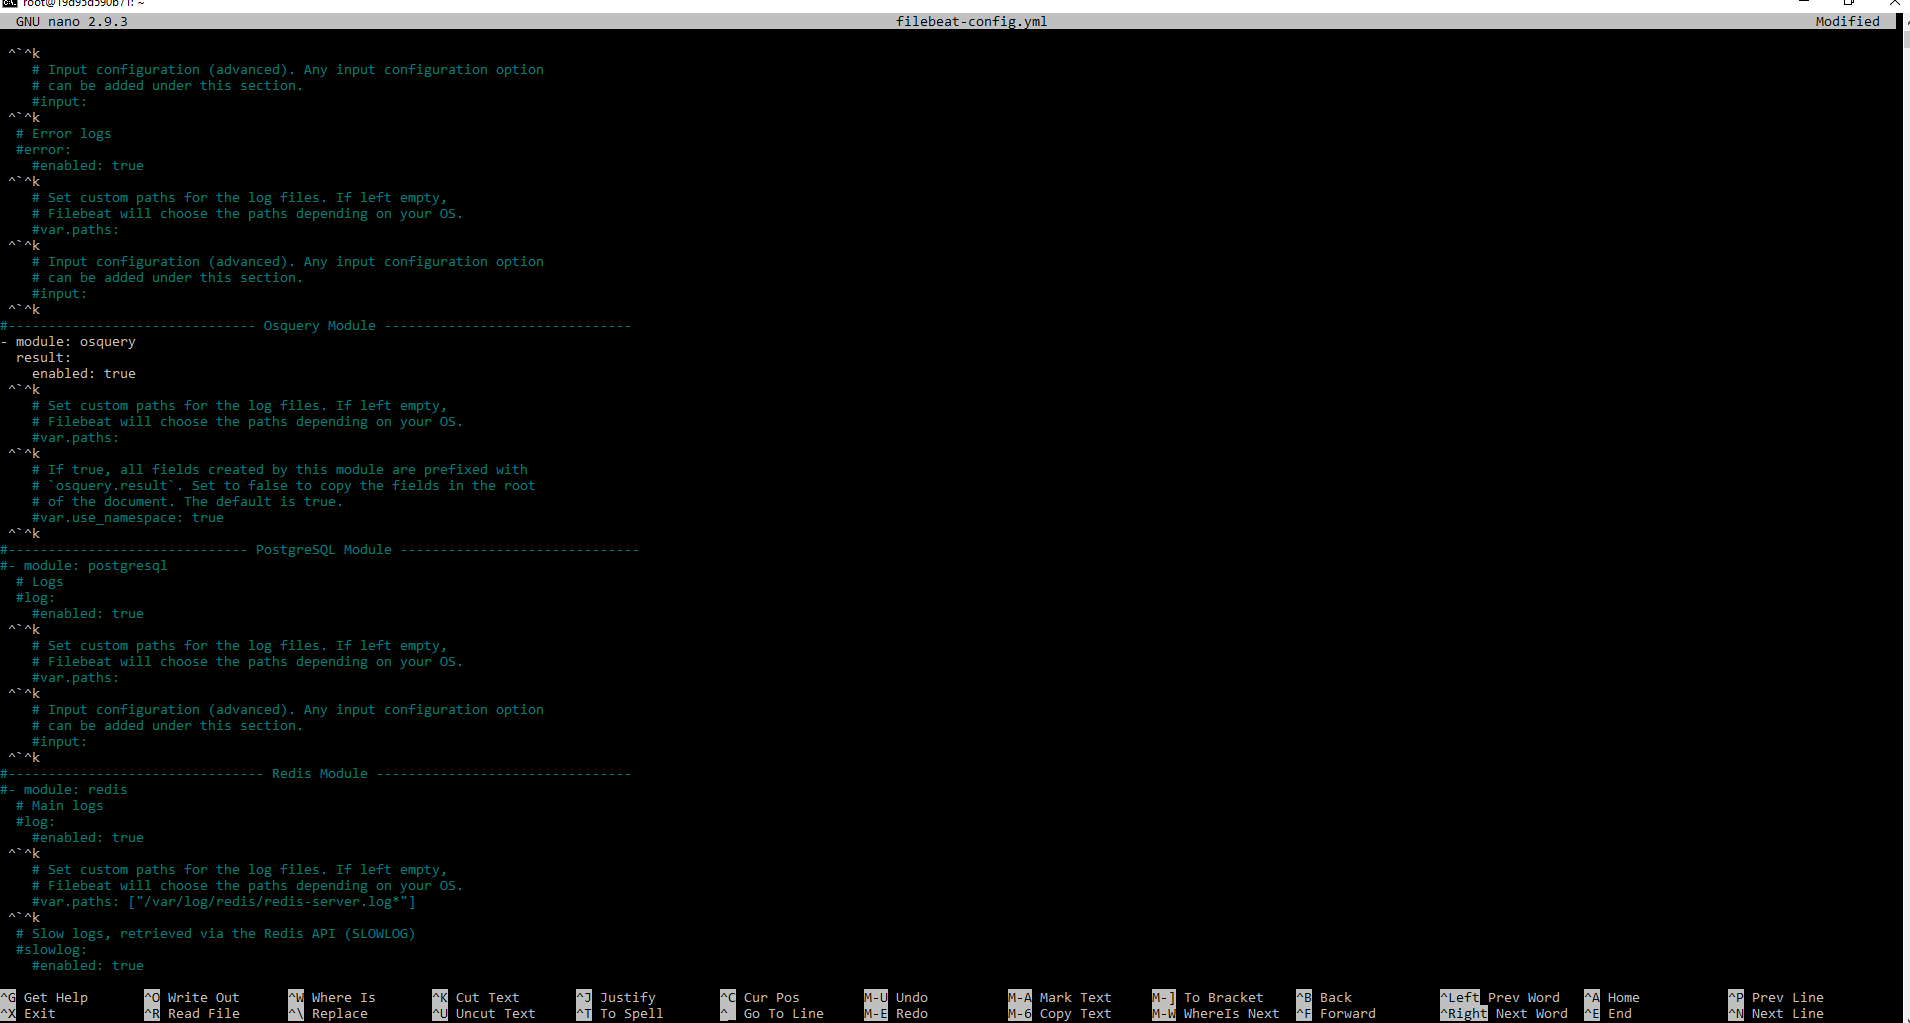 root@19d95d590b71: ~
GNU nano 2.9.3 filebeat-config.yml Modified
^`^k
# Input configuration (advanced). Any input configuration option
# can be added under this section.
#input:
^`^k
# Error logs
#error:
#enabled: true
^`^k
# Set custom paths for the log files. If left empty,
# Filebeat will choose the paths depending on your OS.
#var.paths:
^`^k
# Input configuration (advanced). Any input configuration option
# can be added under this section.
#input:
^`^k
#------------------------------- Osquery Module -------------------------------
- module: osquery
result:
enabled: true
^`^k
# Set custom paths for the log files. If left empty,
# Filebeat will choose the paths depending on your OS.
#var.paths:
^`^k
# If true, all fields created by this module are prefixed with
# `osquery.result`. Set to false to copy the fields in the root
# of the document. The default is true.
#var.use_namespace: true
^`^k
#------------------------------ PostgreSQL Module ------------------------------
#- module: postgresql
# Logs
#log:
#enabled: true
^`^k
# Set custom paths for the log files. If left empty,
# Filebeat will choose the paths depending on your OS.
#var.paths:
^`^k
# Input configuration (advanced). Any input configuration option
# can be added under this section.
#input:
^`^k
#-------------------------------- Redis Module --------------------------------
#- module: redis
# Main logs
#log:
#enabled: true
^`^k
# Set custom paths for the log files. If left empty,
# Filebeat will choose the paths depending on your OS.
#var.paths: ["/var/log/redis/redis-server.log*"]
^`^k
# Slow logs, retrieved via the Redis API (SLOWLOG)
#slowlog:
#enabled: true
^G Get Help ^O Write Out ^W Where Is ^K Cut Text ^J Justify ^C Cur Pos M-U Undo M-A Mark Text M-] To Bracket ^B Back ^Left Prev Word ^A Home ^P Prev Line
^X Exit ^R Read File ^\ Replace ^U Uncut Text ^T To Spell ^_ Go To Line M-E Redo M-6 Copy Text M-W WhereIs Next ^F Forward ^Right Next Word ^E End ^N Next Line